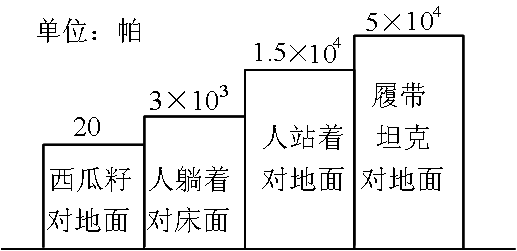 单位：帕
20
西瓜籽
对地面
3×10³
人躺着
对床面
1.5×10⁴
人站着
对地面
5×10⁴
履带
坦克
对地面